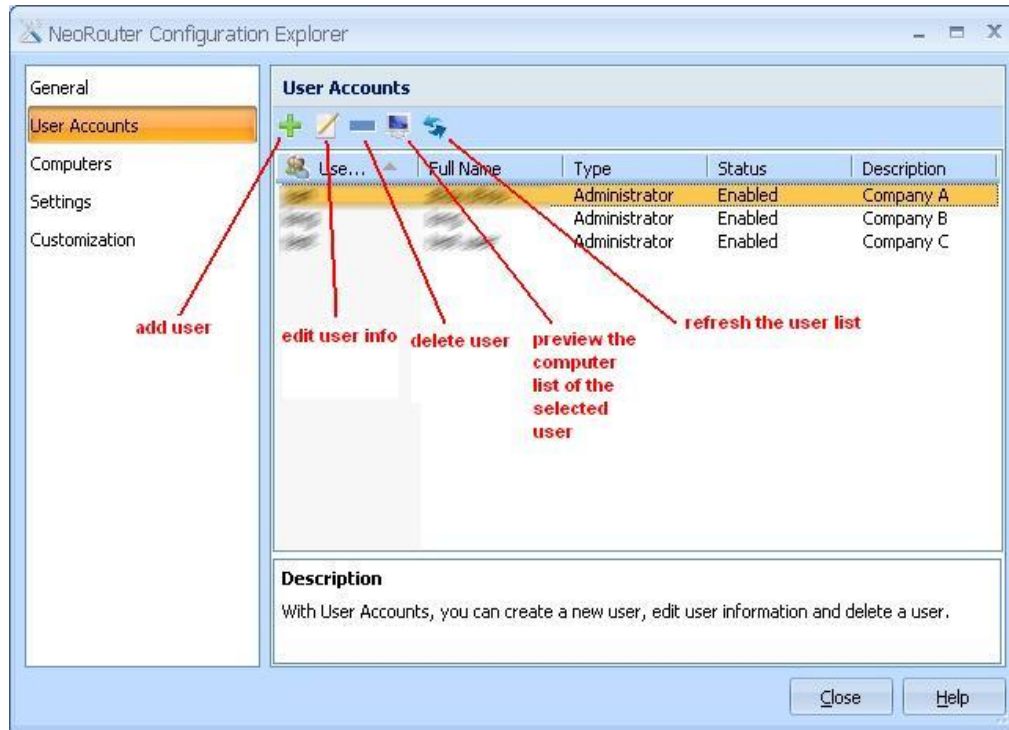 NeoRouter Configuration Explorer
General
User Accounts
Computers
Settings
Customization
User Accounts
Use... Full Name Type Status Description
Administrator Enabled Company A
Administrator Enabled Company B
Administrator Enabled Company C
add user
edit user info
delete user
preview the
computer
list of the
selected
user
refresh the user list
Description
With User Accounts, you can create a new user, edit user information and delete a user.
Close
Help